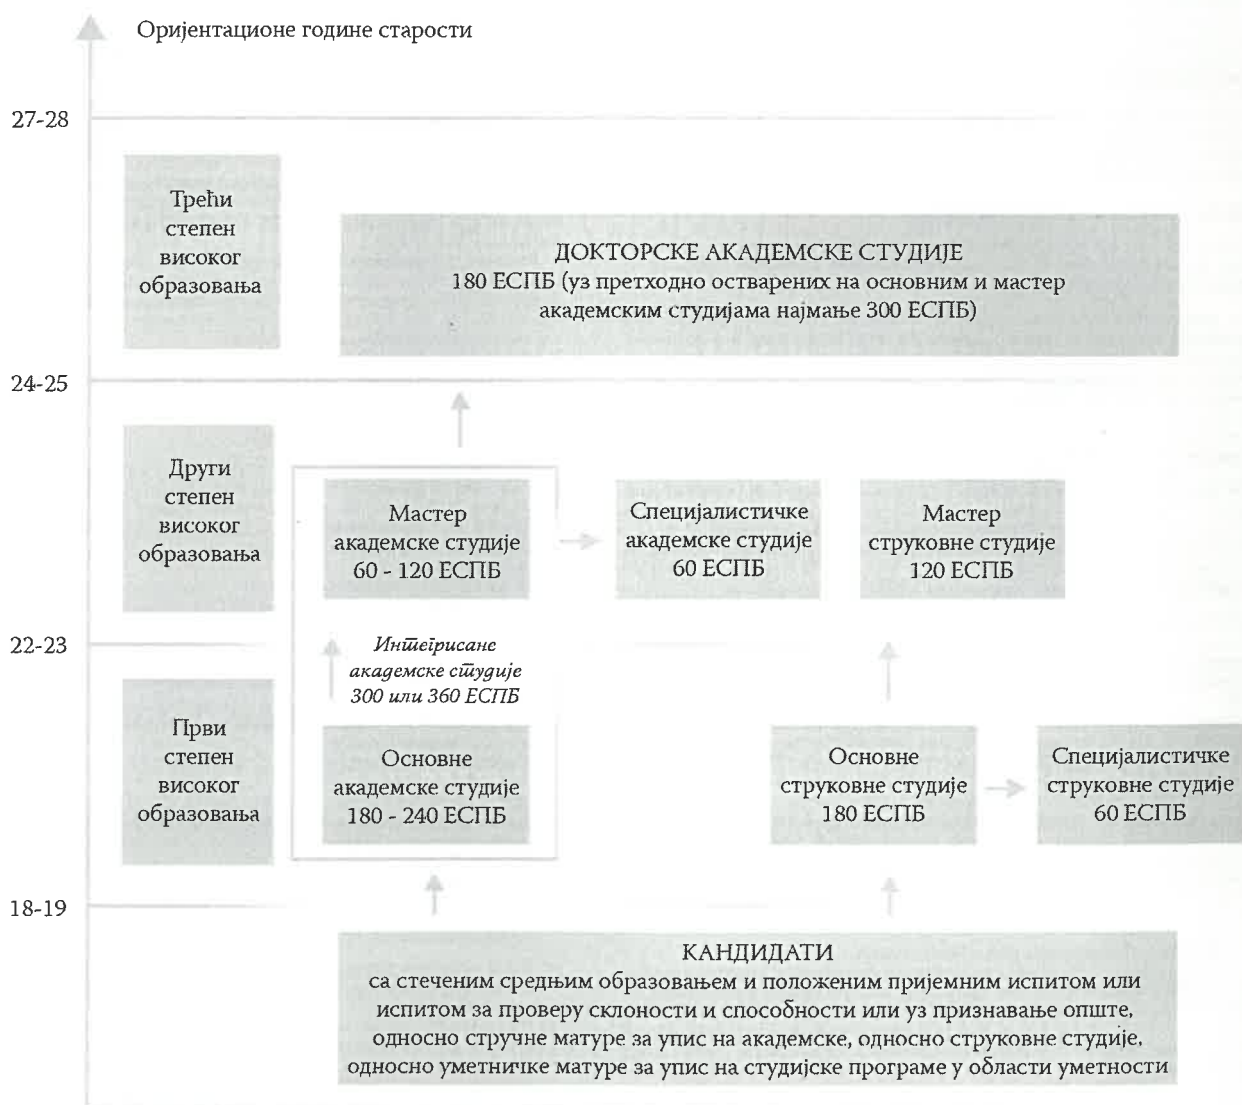 Оријентационе године старости
27-28
Трећи
степен
високог
образовања
ДОКТОРСКЕ АКАДЕМСКЕ СТУДИЈЕ
180 ЕСПБ (уз претходно остварених на основним и мастер
академским студијама најмање 300 ЕСПБ)
24-25
Други
степен
високог
образовања
Мастер
академске студије
60 - 120 ЕСПБ
Специјалистичке
академске студије
60 ЕСПБ
Мастер
струковне студије
120 ЕСПБ
22-23
Интегрисане
академске студије
300 или 360 ЕСПБ
Први
степен
високог
образовања
Основне
академске студије
180 - 240 ЕСПБ
Основне
струковне студије
180 ЕСПБ
Специјалистичке
струковне студије
60 ЕСПБ
18-19
КАНДИДАТИ
са стеченим средњим образовањем и положеним пријемним испитом или
испитом за проверу склоности и способности или уз признавање опште,
односно стручне матуре за упис на академске, односно струковне студије,
односно уметничке матуре за упис на студијске програме у области уметности